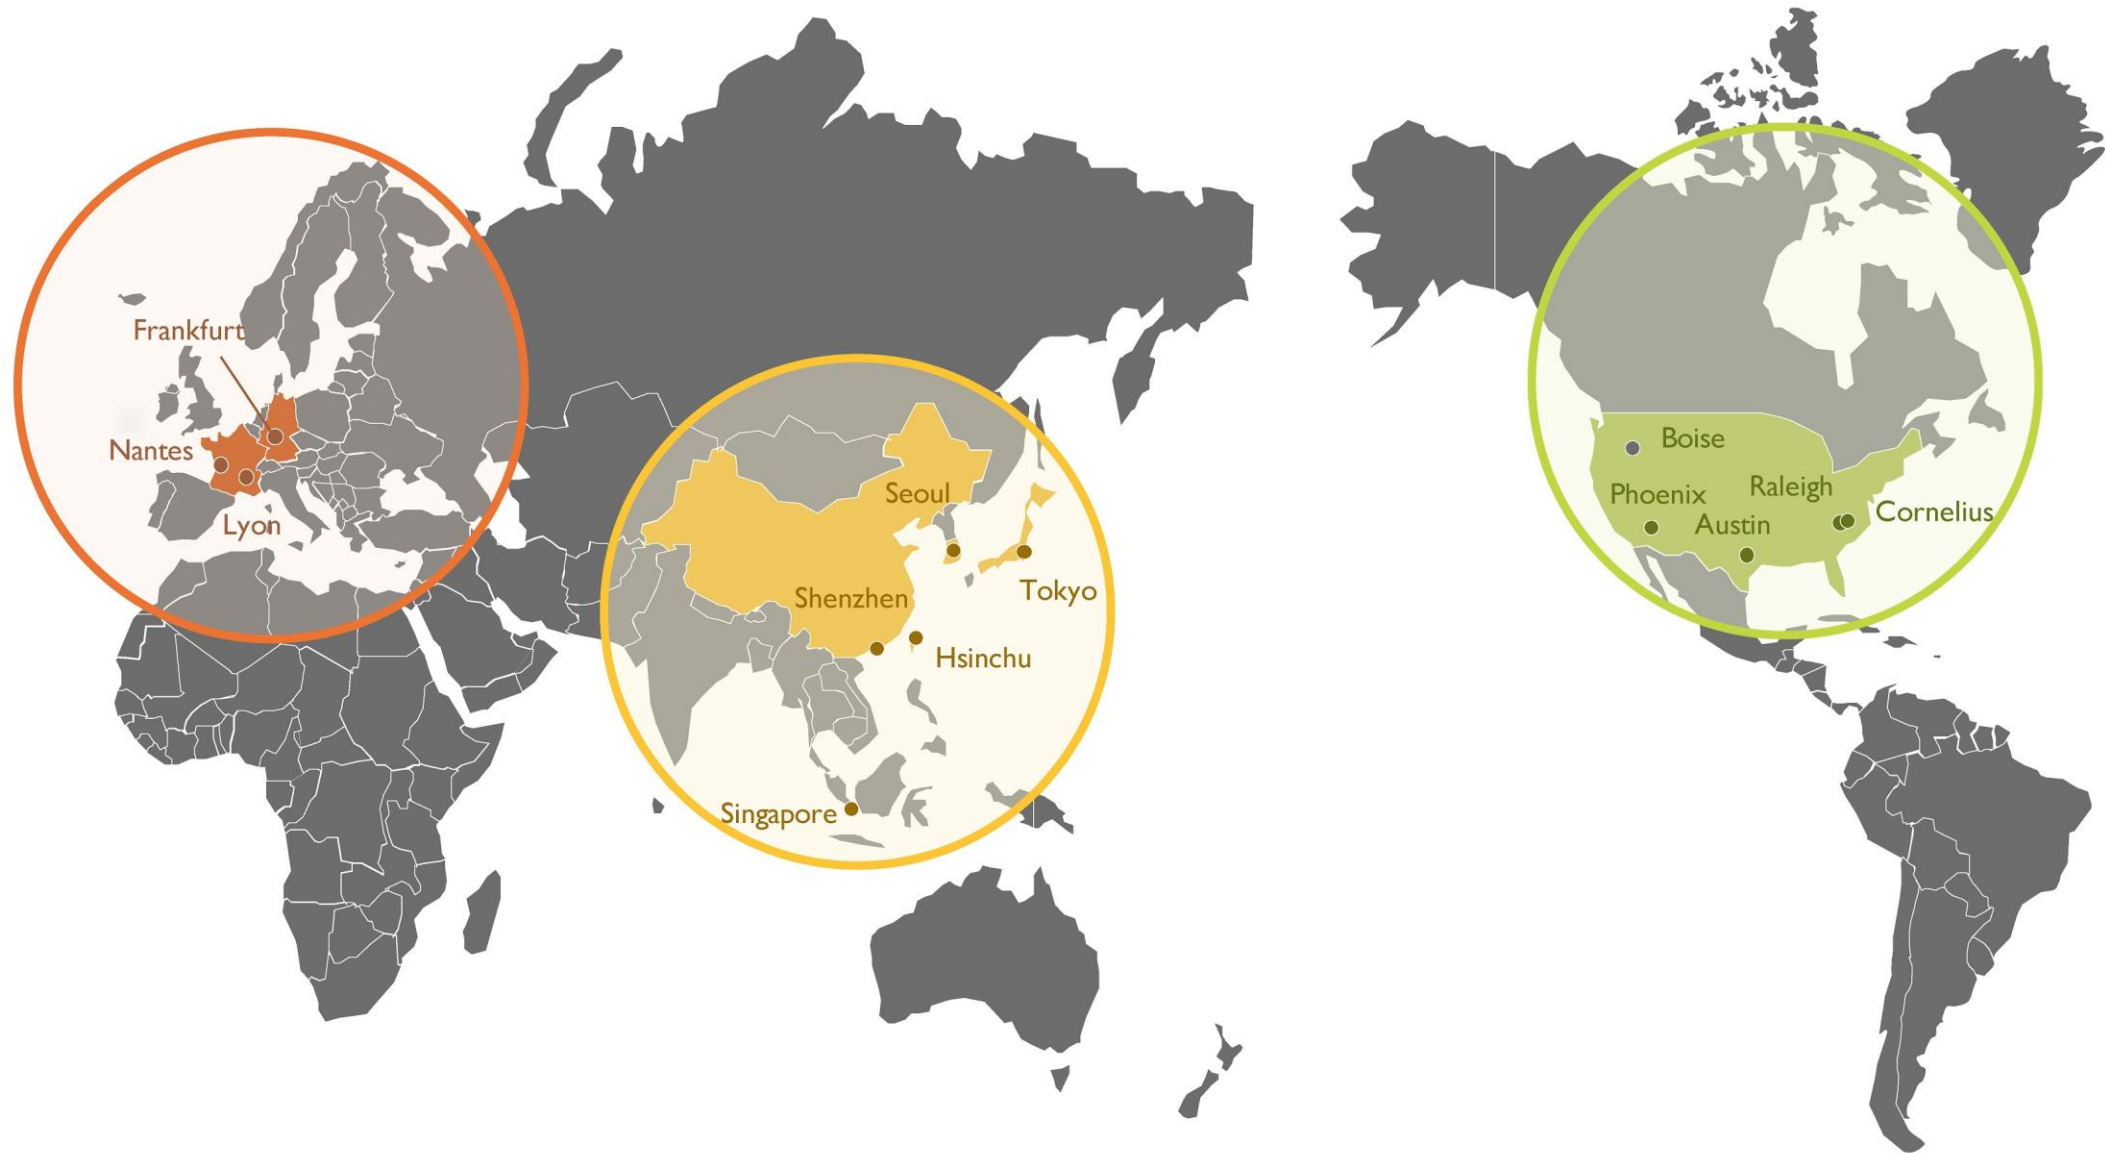 Frankfurt
Nantes
Lyon
Seoul
Tokyo
Shenzhen
Hsinchu
Singapore
Boise
Phoenix
Raleigh
Austin
Cornelius